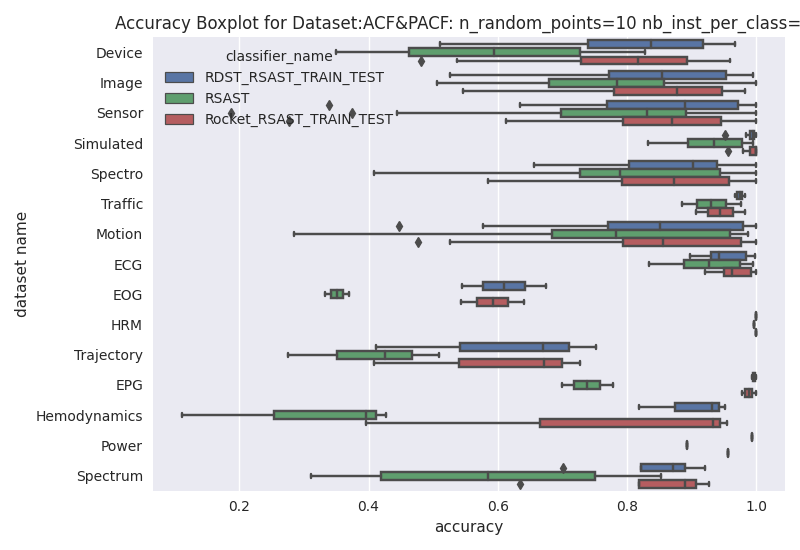 Accuracy Boxplot for Dataset:ACF&PACF: n_random_points=10 nb_inst_per_class=
classifier_name
RDST_RSAST_TRAIN_TEST
RSAST
Rocket_RSAST_TRAIN_TEST
dataset name
Device
Image
Sensor
Simulated
Spectro
Traffic
Motion
ECG
EOG
HRM
Trajectory
EPG
Hemodynamics
Power
Spectrum
0.2 0.4 0.6 0.8 1.0
accuracy